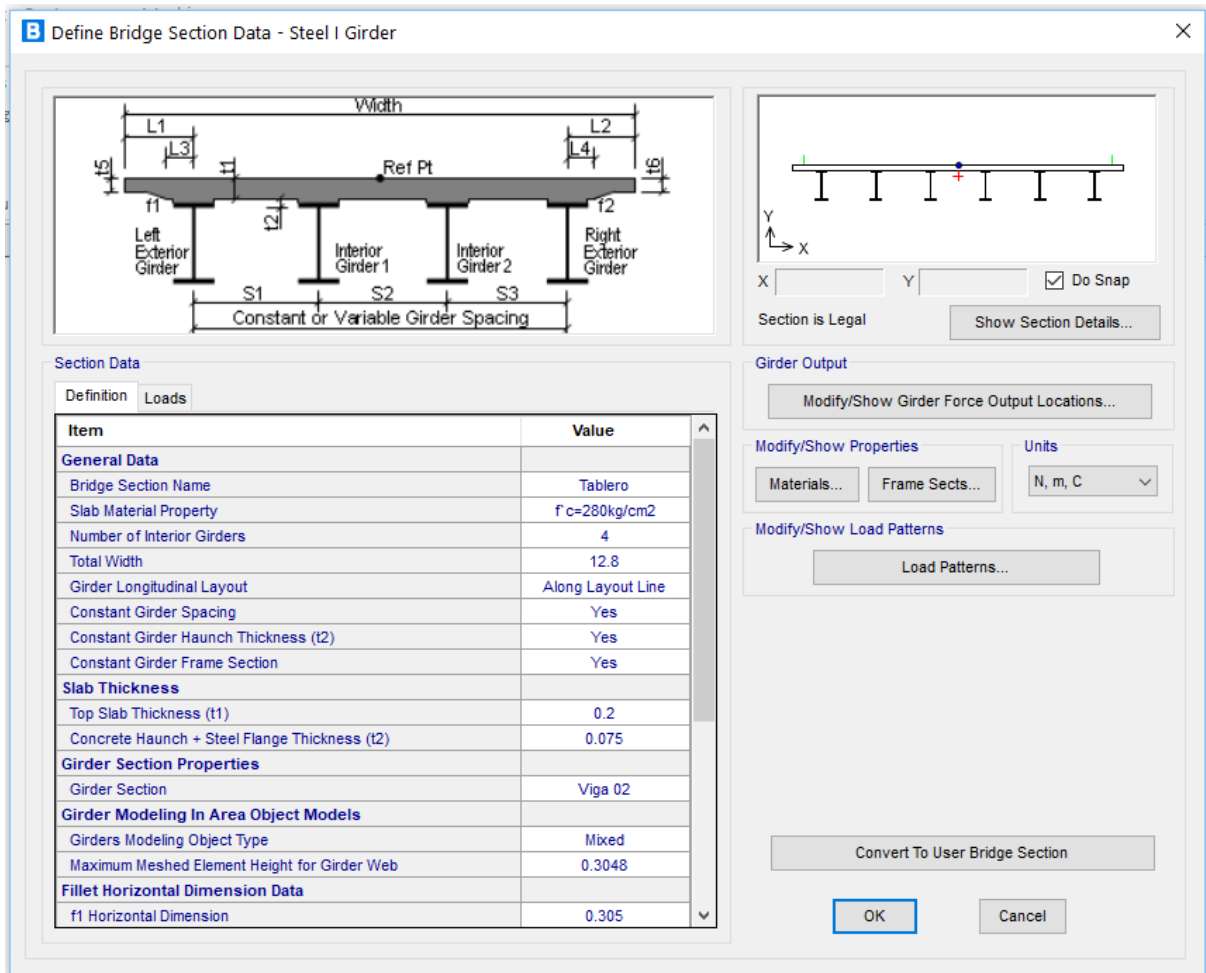 B Define Bridge Section Data - Steel I Girder
Width
L1 L2
L3 L4
t5 t1 Ref Pt t6
f1 t2 f2
Left Exterior Girder
Interior Girder 1
Interior Girder 2
Right Exterior Girder
S1 S2 S3
Constant or Variable Girder Spacing
Y
X
X Y Do Snap
Section is Legal Show Section Details...
Section Data
Definition Loads
Item Value
General Data
Bridge Section Name Tablero
Slab Material Property f`c=280kg/cm2
Number of Interior Girders 4
Total Width 12.8
Girder Longitudinal Layout Along Layout Line
Constant Girder Spacing Yes
Constant Girder Haunch Thickness (t2) Yes
Constant Girder Frame Section Yes
Slab Thickness
Top Slab Thickness (t1) 0.2
Concrete Haunch + Steel Flange Thickness (t2) 0.075
Girder Section Properties
Girder Section Viga 02
Girder Modeling In Area Object Models
Girders Modeling Object Type Mixed
Maximum Meshed Element Height for Girder Web 0.3048
Fillet Horizontal Dimension Data
f1 Horizontal Dimension 0.305
Girder Output
Modify/Show Girder Force Output Locations...
Modify/Show Properties
Materials... Frame Sects...
Units
N, m, C
Modify/Show Load Patterns
Load Patterns...
Convert To User Bridge Section
OK Cancel